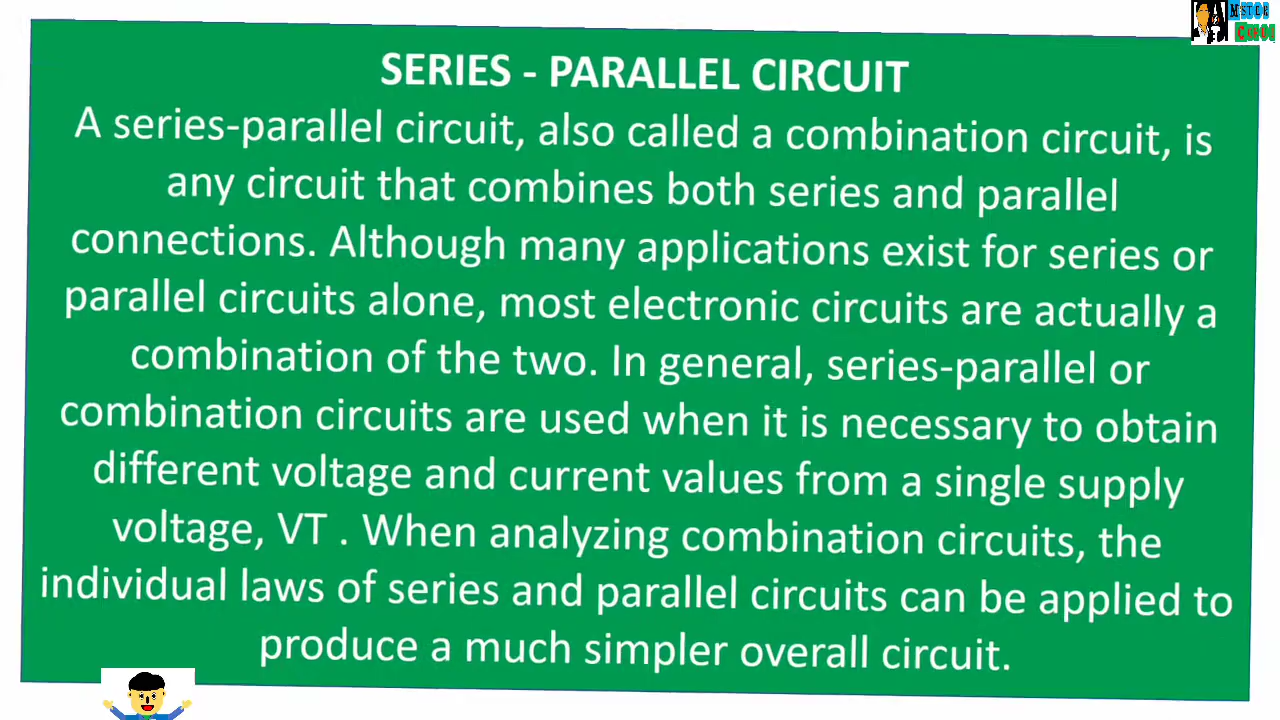 SERIES - PARALLEL CIRCUIT
A series-parallel circuit, also called a combination circuit, is
any circuit that combines both series and parallel
connections. Although many applications exist for series or
parallel circuits alone, most electronic circuits are actually a
combination of the two. In general, series-parallel or
combination circuits are used when it is necessary to obtain
different voltage and current values from a single supply
voltage, VT . When analyzing combination circuits, the
individual laws of series and parallel circuits can be applied to
produce a much simpler overall circuit.